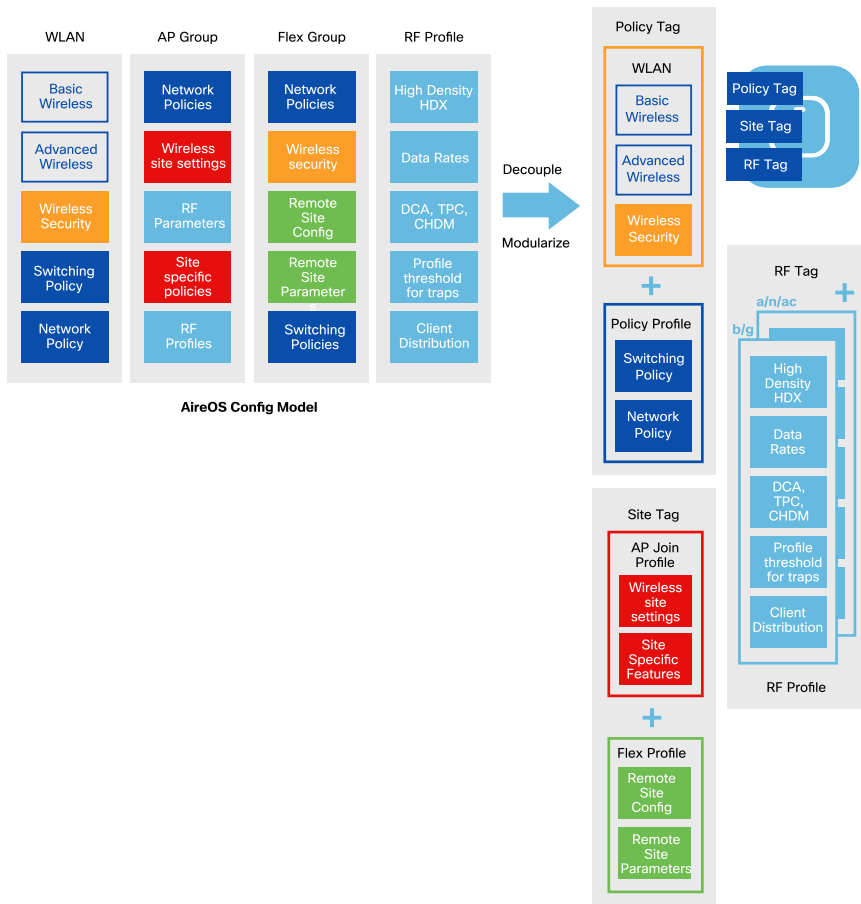 WLAN
Basic
Wireless
Advanced
Wireless
Wireless
Security
Switching
Policy
Network
Policy
AP Group
Network
Policies
Wireless
site settings
RF
Parameters
Site
specific
policies
RF
Profiles
Flex Group
Network
Policies
Wireless
security
Remote
Site
Config
Remote
Site
Parameter
s
Switching
Policies
RF Profile
High Density
HDX
Data Rates
DCA, TPC,
CHDM
Profile
threshold
for traps
Client
Distribution
AireOS Config Model
Decouple
Modularize
Policy Tag
WLAN
Basic
Wireless
Advanced
Wireless
Wireless
Security
+
Policy Profile
Switching
Policy
Network
Policy
Site Tag
AP Join
Profile
Wireless
site
settings
Site
Specific
Features
+
Flex Profile
Remote
Site
Config
Remote
Site
Parameters
Policy Tag
Site Tag
RF Tag
RF Tag
+
a/n/ac
b/g
High
Density
HDX
Data
Rates
DCA,
TPC,
CHDM
Profile
threshold
for traps
Client
Distribution
RF Profile